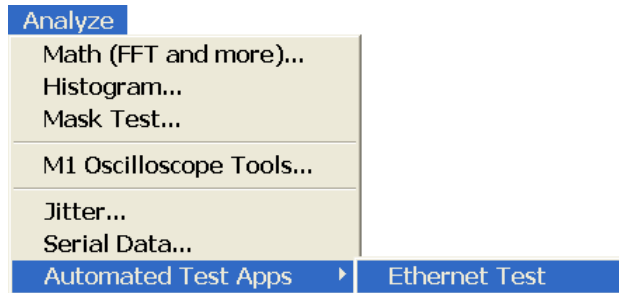 Analyze
Math (FFT and more)...
Histogram...
Mask Test...
M1 Oscilloscope Tools...
Jitter...
Serial Data...
Automated Test Apps
Ethernet Test